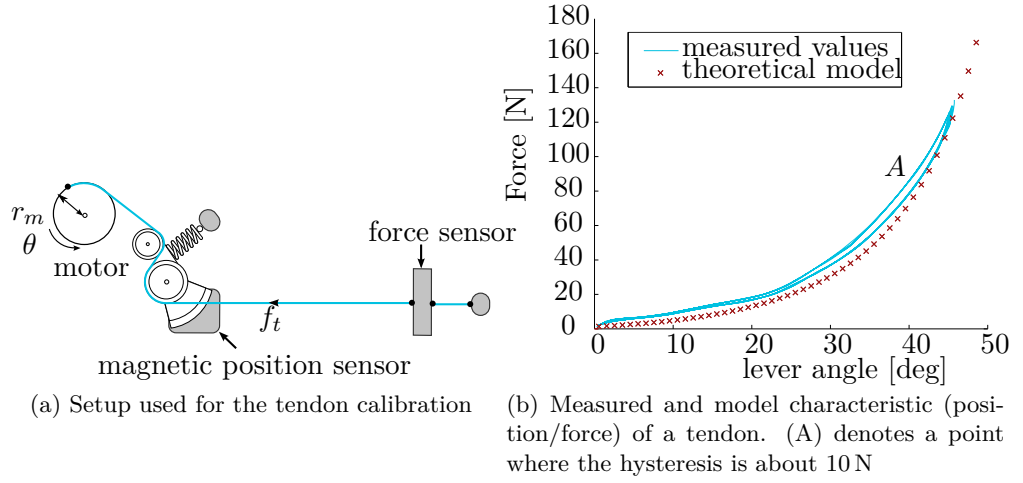 r_m
θ
motor
force sensor
f_t
magnetic position sensor
(a) Setup used for the tendon calibration
180
160
140
120
100
80
60
40
20
0
Force [N]
measured values
theoretical model
A
0 10 20 30 40 50
lever angle [deg]
(b) Measured and model characteristic (posi-
tion/force) of a tendon. (A) denotes a point
where the hysteresis is about 10 N